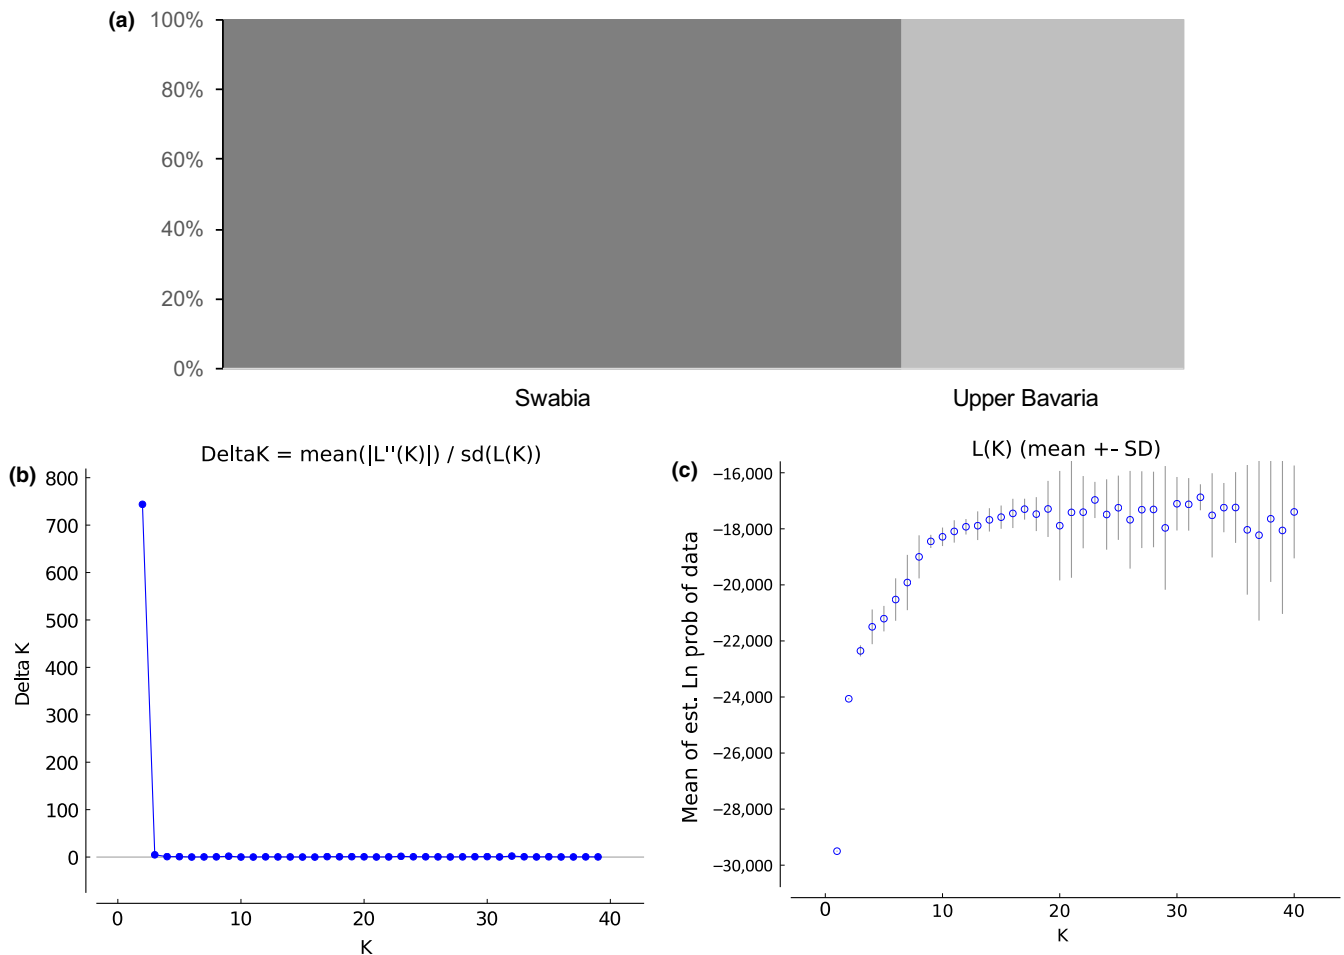 (a)
100%
80%
60%
40%
20%
0%
Swabia Upper Bavaria
(b)
DeltaK = mean(|L''(K)|) / sd(L(K))
800
700
600
500
400
300
200
100
0
Delta K
0 10 20 30 40
K
(c)
L(K) (mean +- SD)
−16,000
−18,000
−20,000
−22,000
−24,000
−26,000
−28,000
−30,000
Mean of est. Ln prob of data
0 10 20 30 40
K